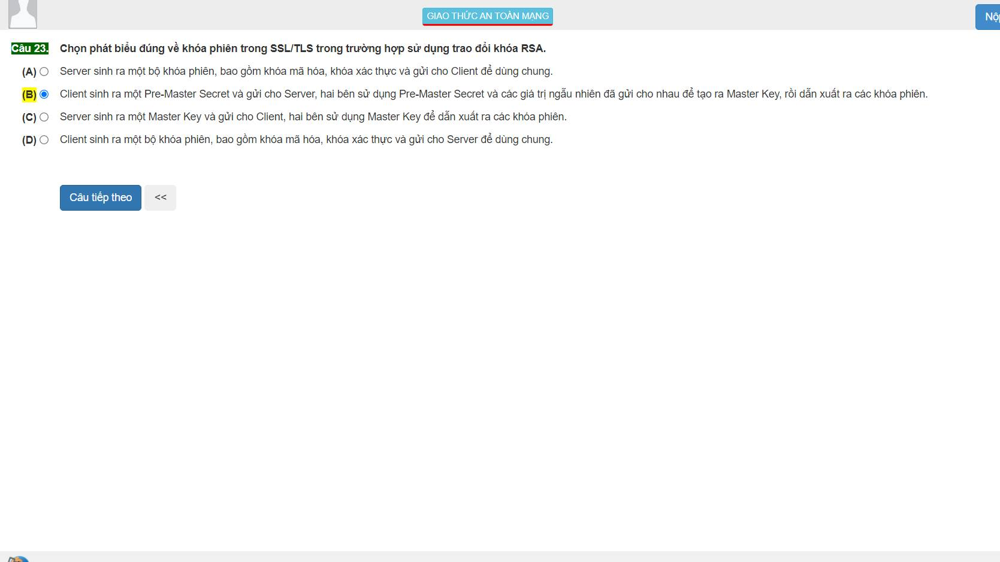 GIAO THỨC AN TOÀN MẠNG
Câu 23. Chọn phát biểu đúng về khóa phiên trong SSL/TLS trong trường hợp sử dụng trao đổi khóa RSA.
(A) Server sinh ra một bộ khóa phiên, bao gồm khóa mã hóa, khóa xác thực và gửi cho Client để dùng chung.
(B) Client sinh ra một Pre-Master Secret và gửi cho Server, hai bên sử dụng Pre-Master Secret và các giá trị ngẫu nhiên đã gửi cho nhau để tạo ra Master Key, rồi dẫn xuất ra các khóa phiên.
(C) Server sinh ra một Master Key và gửi cho Client, hai bên sử dụng Master Key để dẫn xuất ra các khóa phiên.
(D) Client sinh ra một bộ khóa phiên, bao gồm khóa mã hóa, khóa xác thực và gửi cho Server để dùng chung.
Câu tiếp theo <<